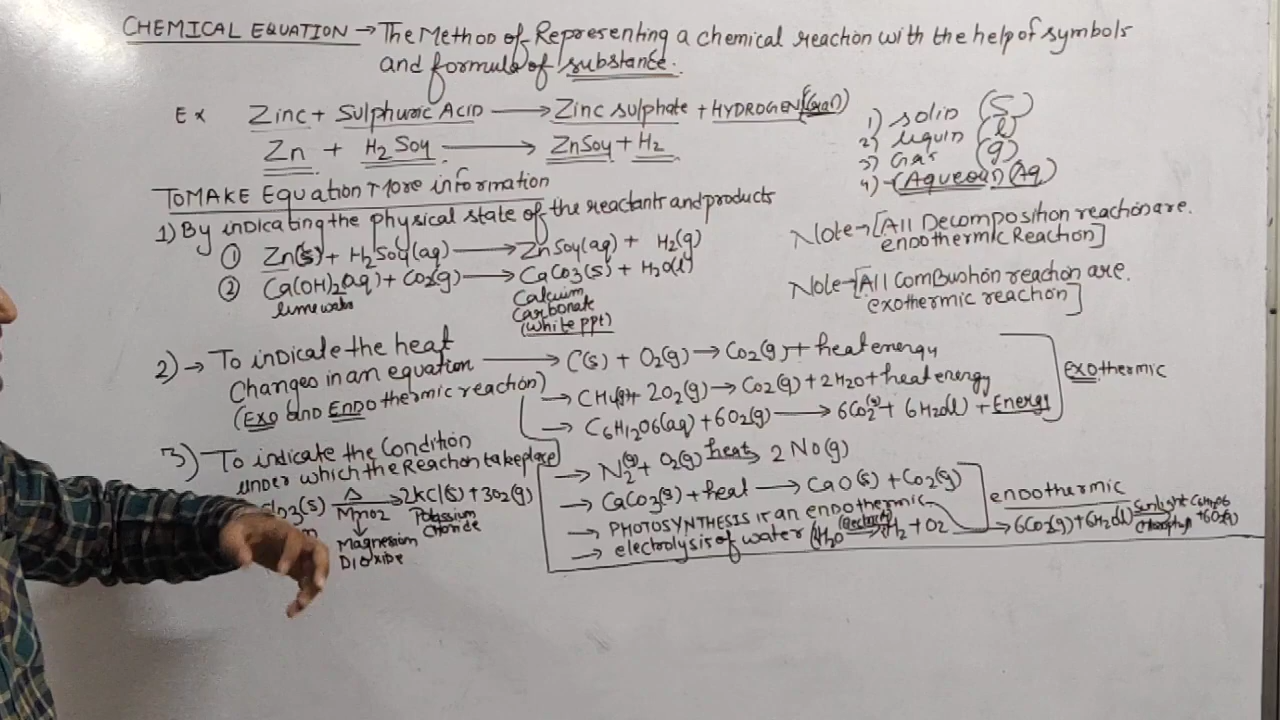 CHEMICAL EQUATION → The Method of Representing a chemical reaction with the help of symbols
and formula of substance.
Ex Zinc + Sulphuric Acid → Zinc sulphate + HYDROGEN (Gas)
Zn + H2SO4 → ZnSO4 + H2
1) solid (S)
2) liquid (l)
3) Gas (g)
4) (Aqueous) (Aq)
TO MAKE Equation More information
1) By indicating the physical state of the reactants and products
① Zn(s) + H2SO4(aq) → ZnSO4(aq) + H2(g)
② Ca(OH)2(aq) + CO2(g) → CaCO3(s) + H2O(l)
lime water
Calcium
Carbonate
(white ppt)
Note → [All Decomposition reaction are.
endothermic Reaction]
Note → [All Combustion reaction are.
exothermic reaction]
2) → To indicate the heat
Changes in an equation
(Exo and ENDO thermic reaction)
→ C(s) + O2(g) → CO2(g) + heat energy
→ CH4(g) + 2O2(g) → CO2(g) + 2H2O + heat energy
→ C6H12O6(aq) + 6O2(g) → 6CO2(g) + 6H2O(l) + Energy
exothermic
→ N2(g) + O2(g) heat→ 2NO(g)
→ CaCO3(s) + heat → CaO(s) + CO2(g)
→ PHOTOSYNTHESIS is an endothermic
→ electrolysis of water (H2O (electricity)→ H2 + O2
endothermic
→ 6CO2(g) + 6H2O(l) Sunlight→ C6H12O6
+6O2(g)
3) To indicate the Condition
under which the Reaction take place
lO3(s) Δ→ 2KCl(s) + 3O2(g)
MnO2
Potassium
Chloride
Magnesium
DIOXIDE